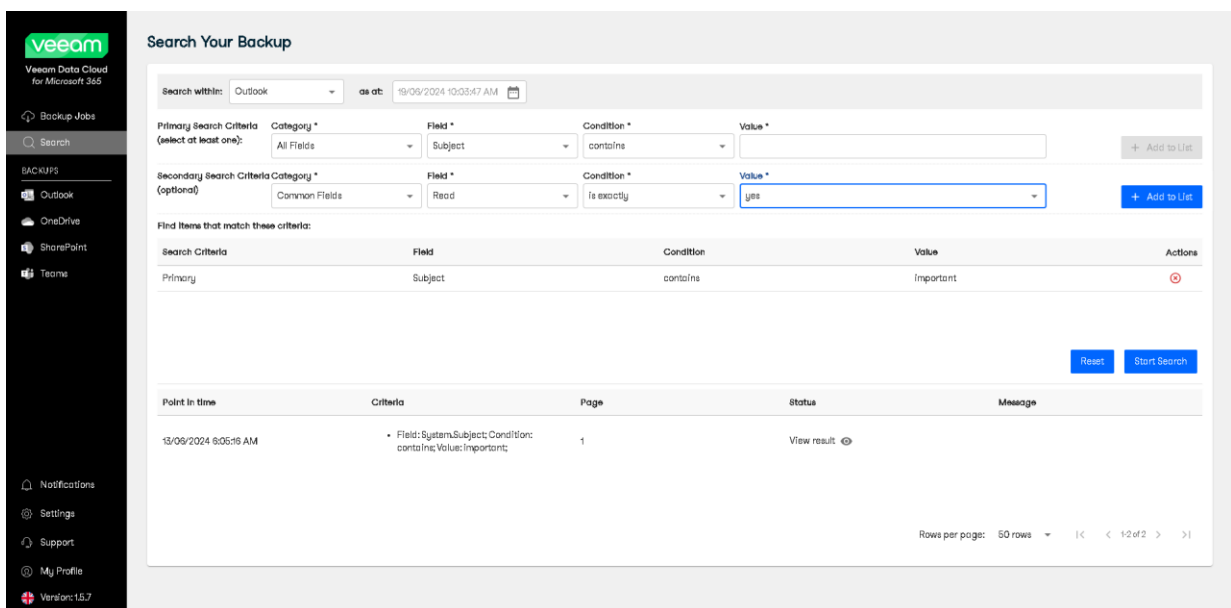 veeam
Veeam Data Cloud
for Microsoft 365
Backup Jobs
Search
BACKUPS
Outlook
OneDrive
SharePoint
Teams
Notifications
Settings
Support
My Profile
Version: 1.5.7
Search Your Backup
Search within: Outlook as at: 19/06/2024 10:03:47 AM
Primary Search Criteria Category * Field * Condition * Value *
(select at least one): All Fields Subject contains + Add to List
Secondary Search Criteria Category * Field * Condition * Value *
(optional) Common Fields Read is exactly yes + Add to List
Find items that match these criteria:
Search Criteria Field Condition Value Actions
Primary Subject contains important
Reset Start Search
Point in time Criteria Page Status Message
13/06/2024 6:05:16 AM • Field: System.Subject; Condition: 1 View result
contains; Value: important;
Rows per page: 50 rows 1-2 of 2